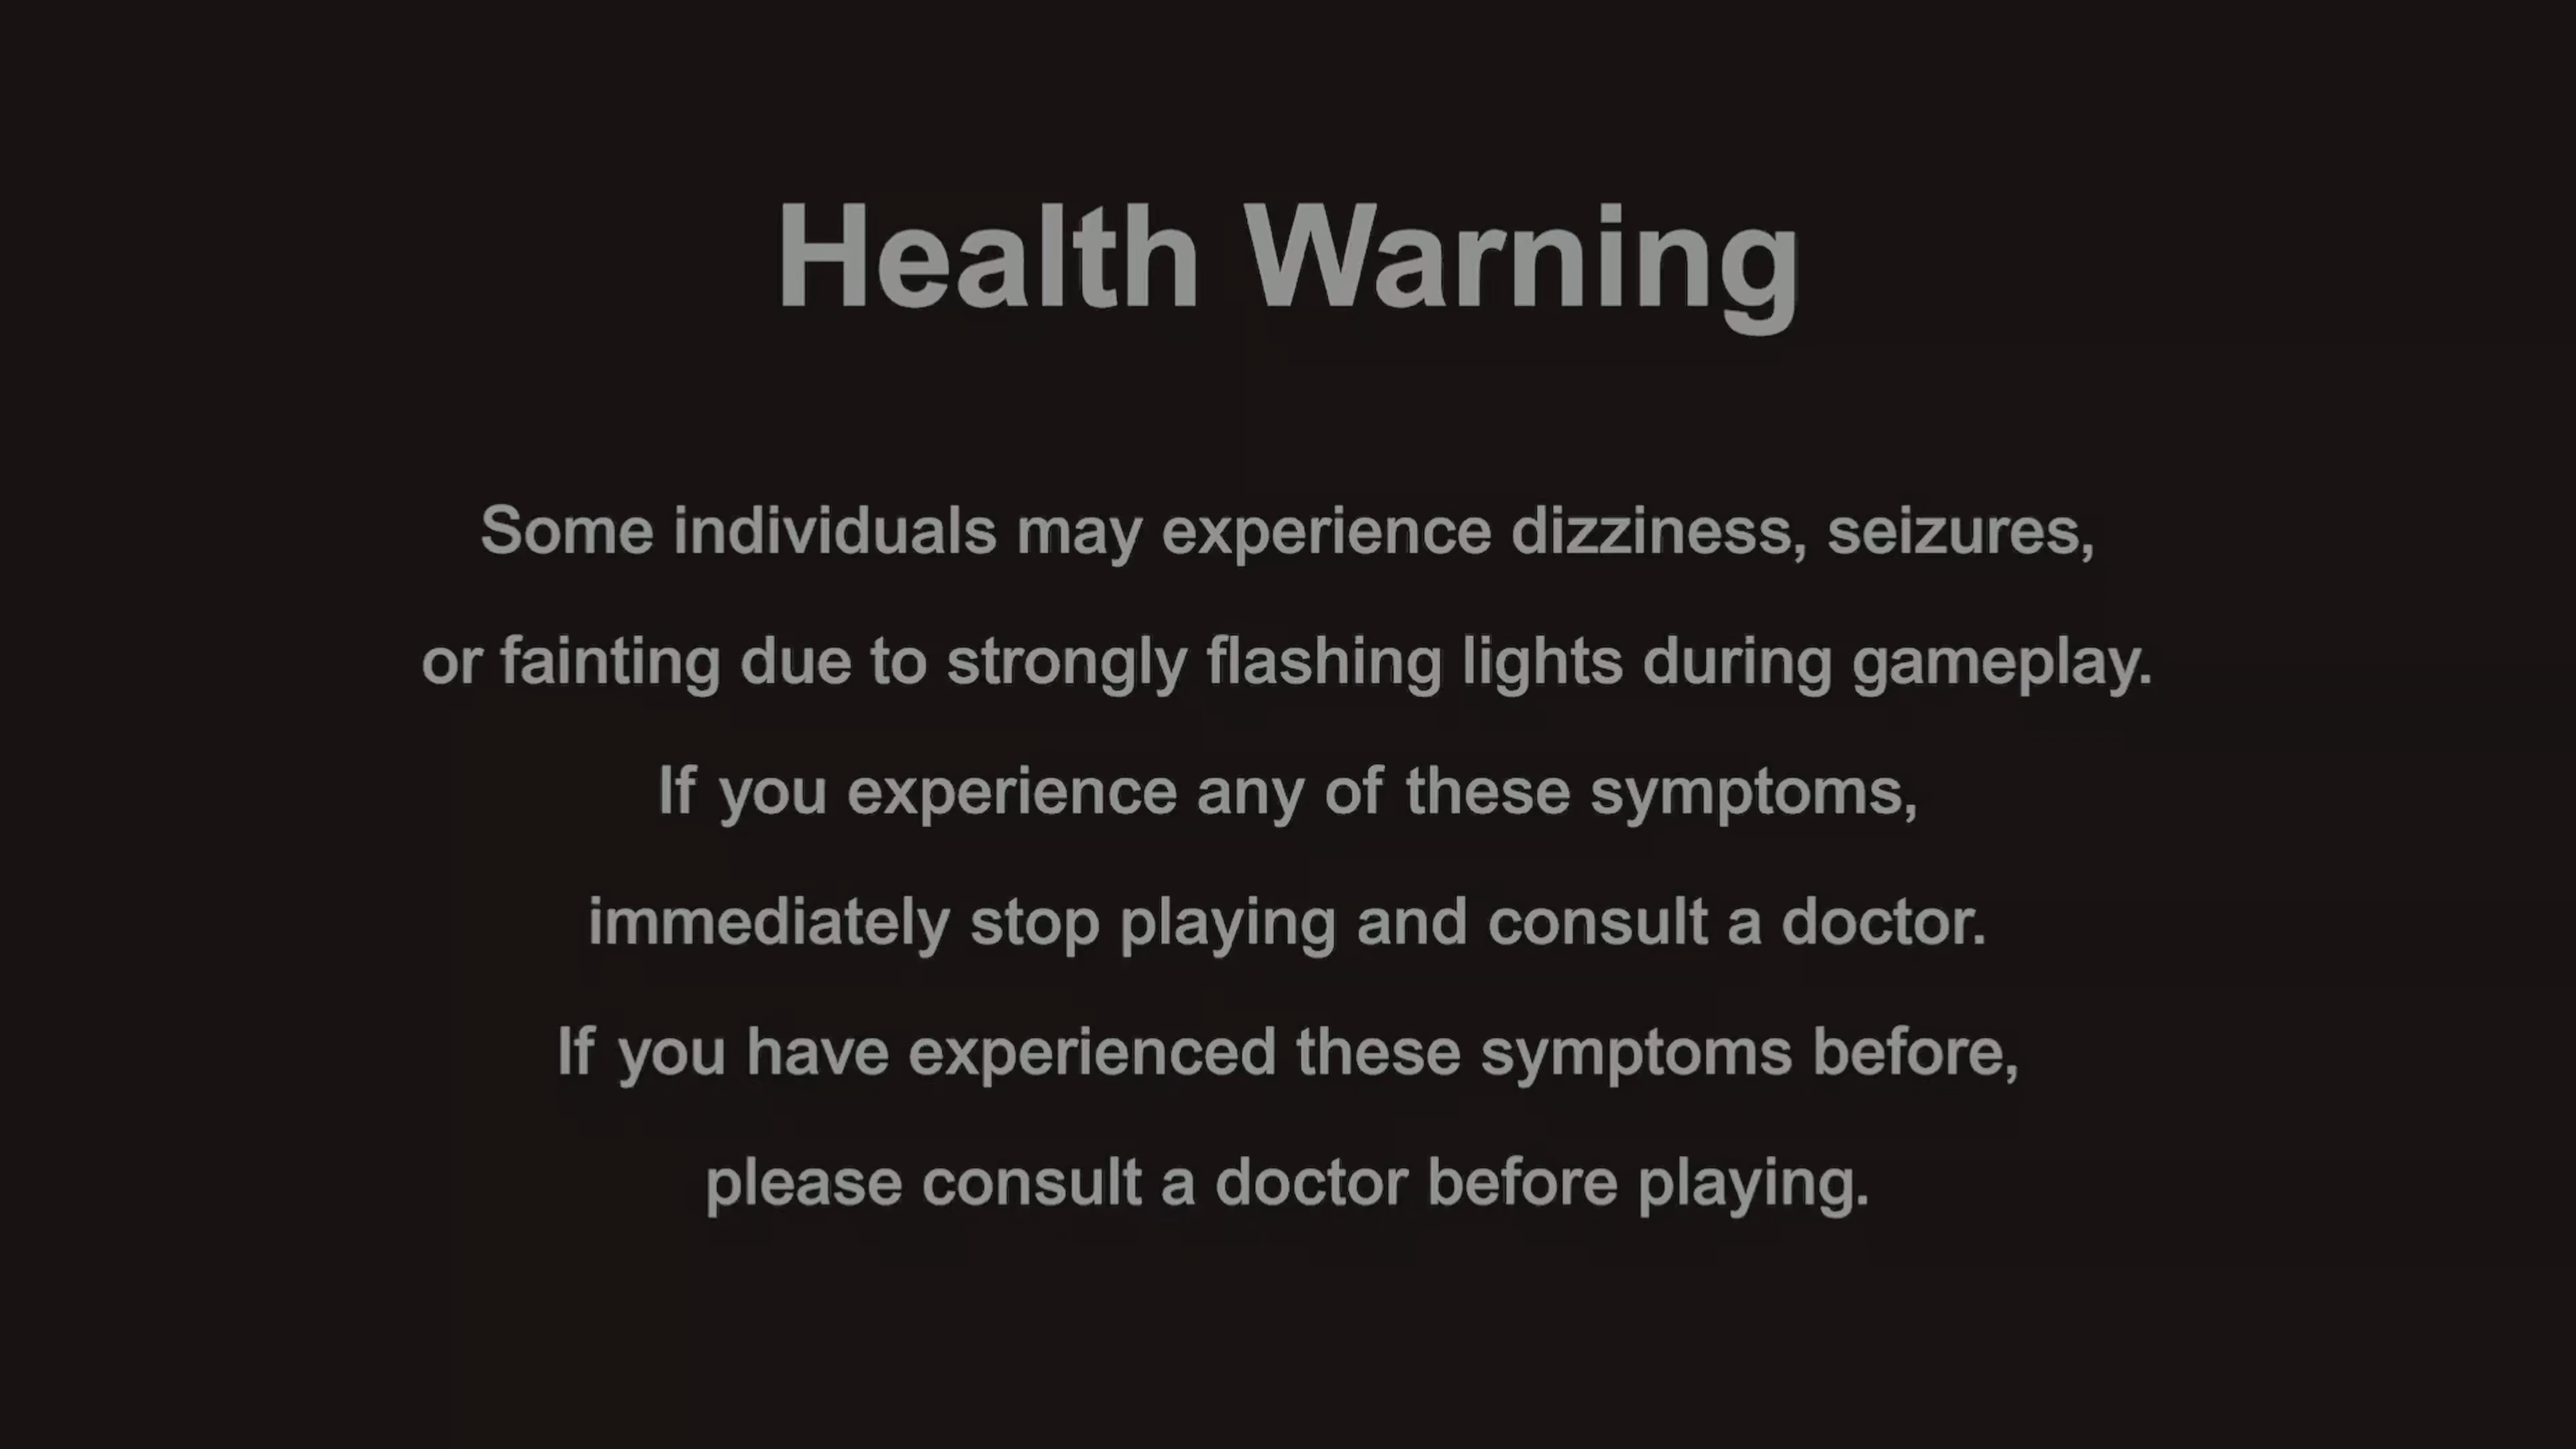 Health Warning
Some individuals may experience dizziness, seizures,
or fainting due to strongly flashing lights during gameplay.
If you experience any of these symptoms,
immediately stop playing and consult a doctor.
If you have experienced these symptoms before,
please consult a doctor before playing.